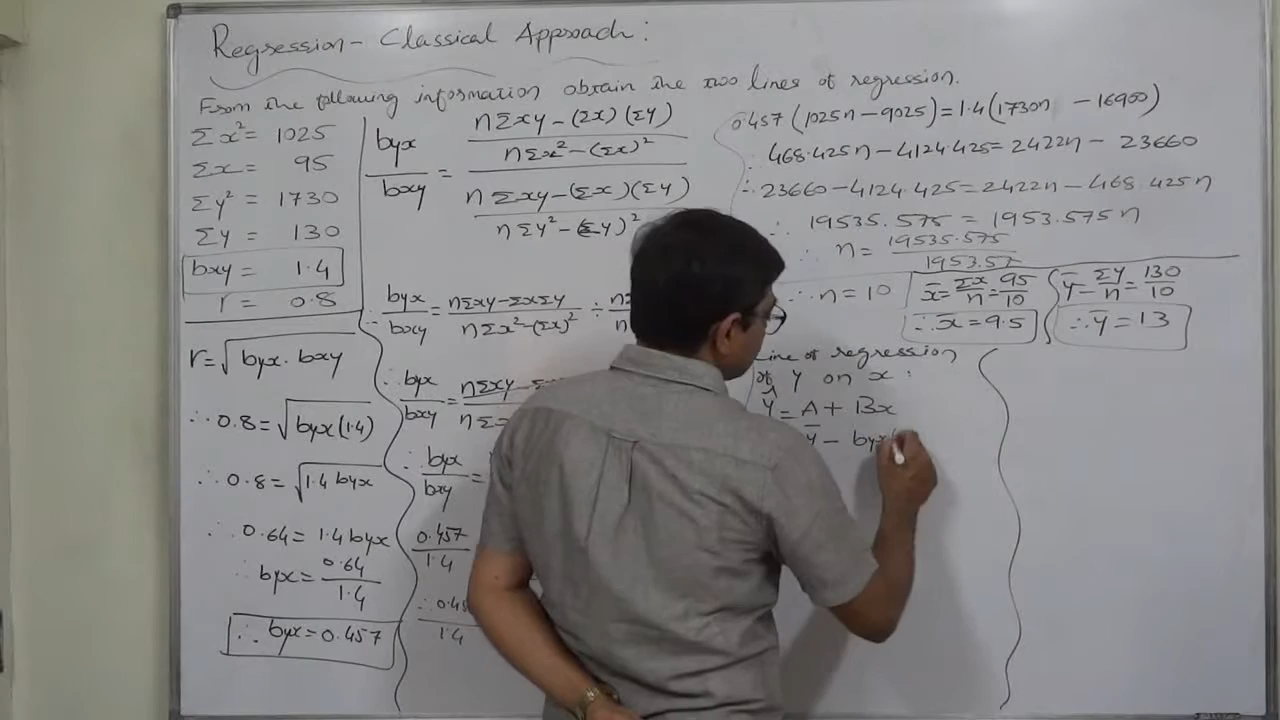 Regression - Classical Approach:
From the following information obtain the two lines of regression.
Σx² = 1025
Σx = 95
Σy² = 1730
Σy = 130
bxy = 1.4
r = 0.8
r = √byx. bxy
∴ 0.8 = √byx(1.4)
∴ 0.8 = √1.4 byx
∴ 0.64 = 1.4byx
∴ byx = 0.64 / 1.4
∴ byx = 0.457
byx / bxy = (nΣxy - (Σx)(Σy) / nΣx² - (Σx)²) / (nΣxy - (Σx)(Σy) / nΣy² - (Σy)²)
∴ byx / bxy = nΣxy - ΣxΣy / nΣx² - (Σx)² ÷
∴ byx / bxy = nΣxy -
∴ byx / bxy =
0.457 / 1.4
1.4
0.457(1025n - 9025) = 1.4(1730n - 16900)
∴ 468.425n - 4124.425 = 2422n - 23660
∴ 23660 - 4124.425 = 2422n - 468.425n
∴ 19535.575 = 1953.575n
∴ n = 19535.575 / 1953.57
∴ n = 10
x̄ = Σx / n = 95 / 10
∴ x̄ = 9.5
ȳ = Σy / n = 130 / 10
∴ ȳ = 13
Line of regression
of y on x :
ŷ = A + Bx
ȳ - byx